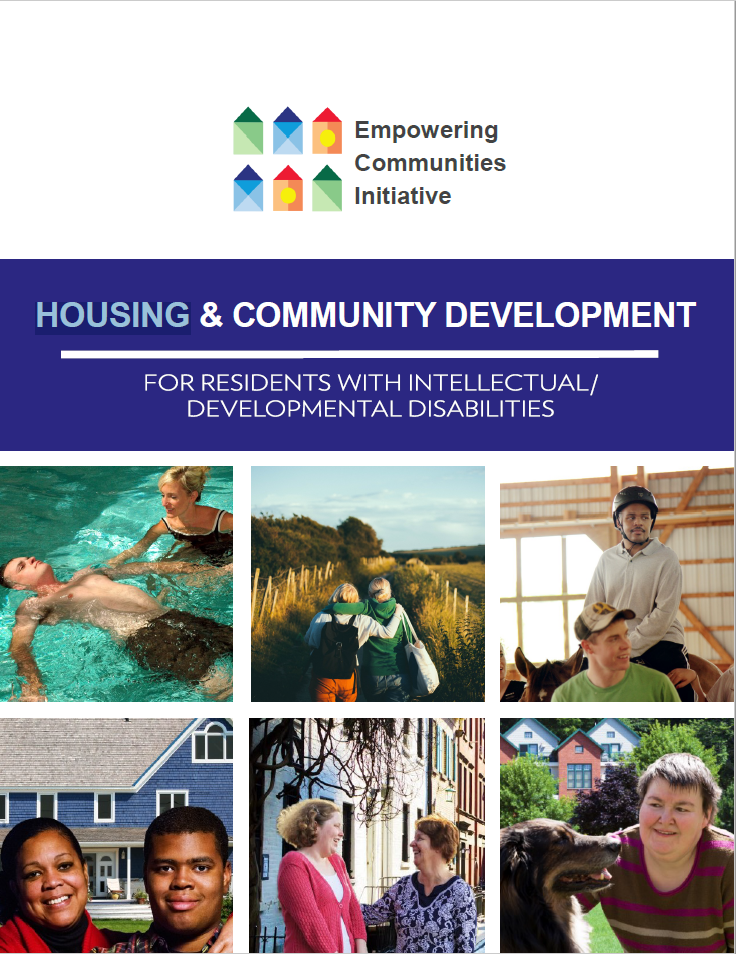 Empowering
Communities
Initiative
HOUSING & COMMUNITY DEVELOPMENT
FOR RESIDENTS WITH INTELLECTUAL/
DEVELOPMENTAL DISABILITIES